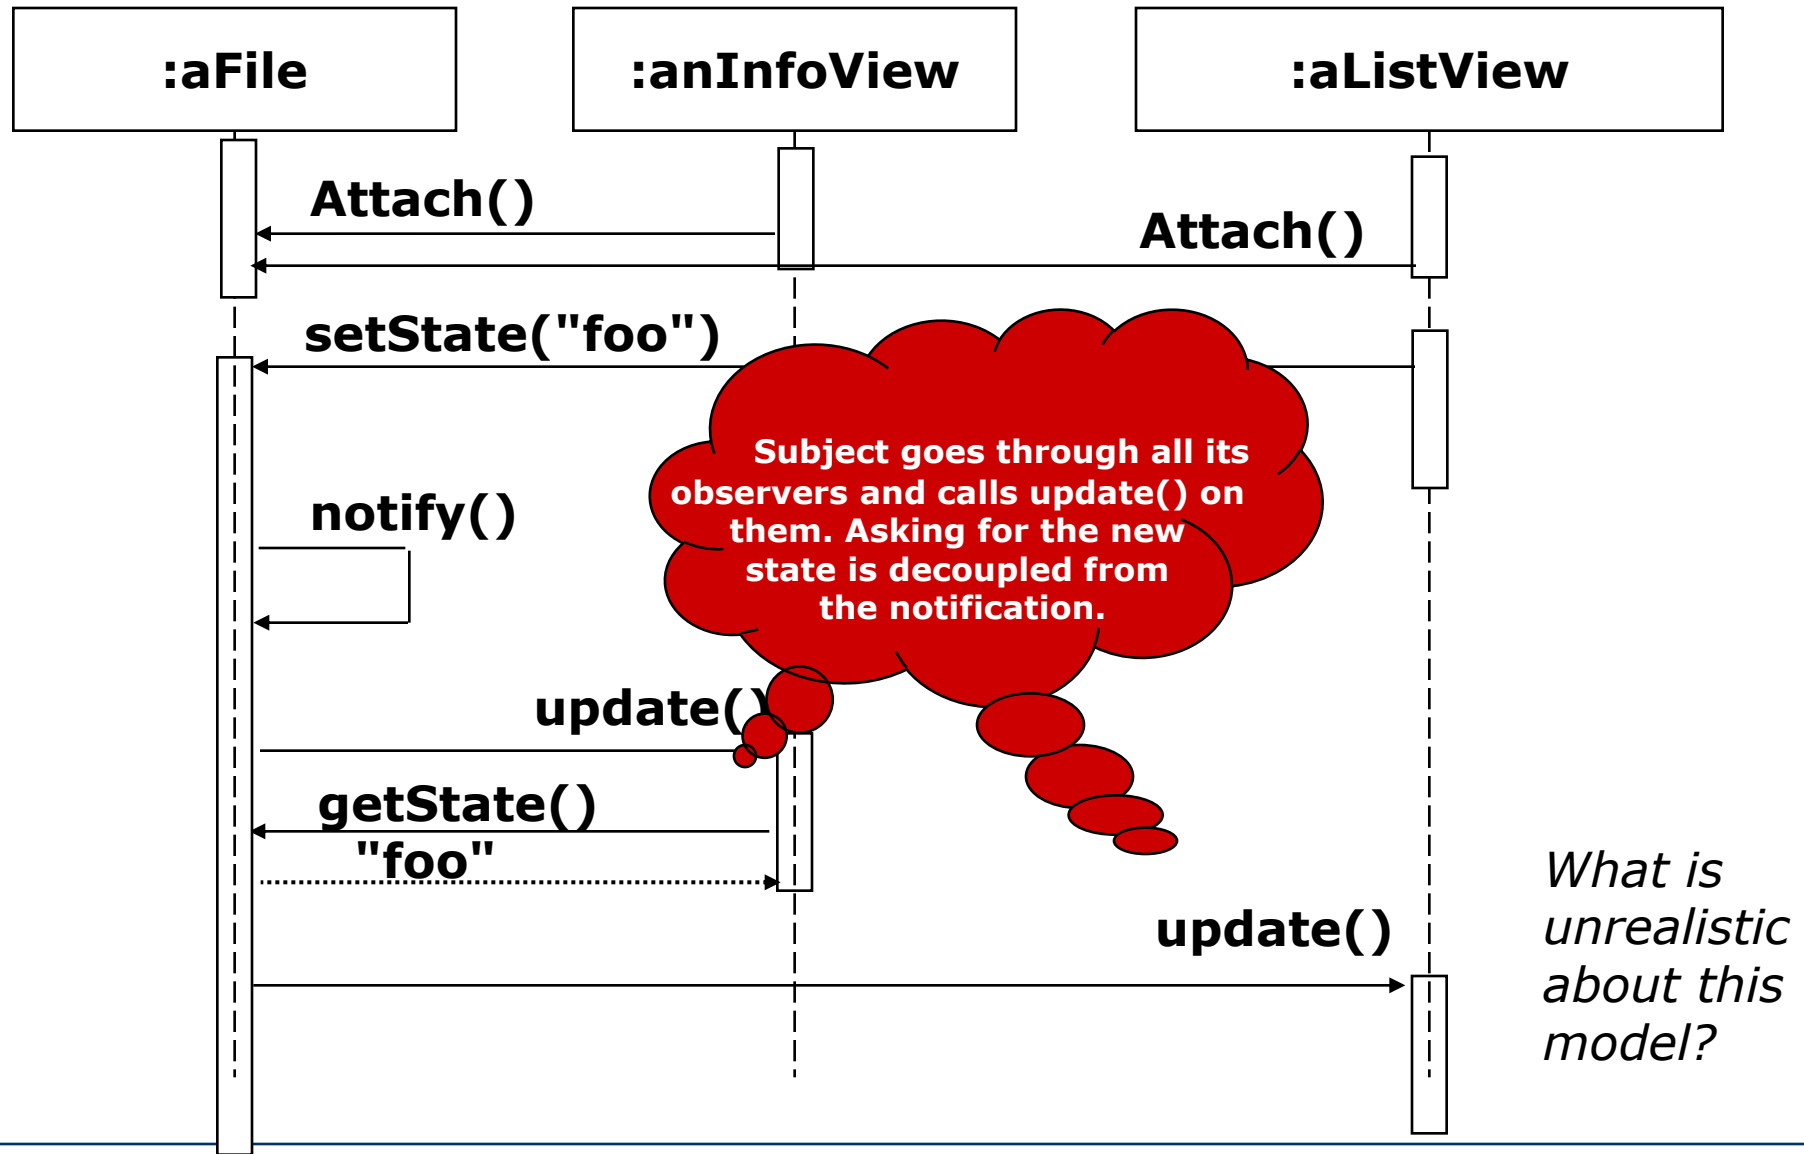 :aFile
:anInfoView
:aListView
Attach()
Attach()
setState("foo")
Subject goes through all its
observers and calls update() on
them. Asking for the new
state is decoupled from
the notification.
notify()
update()
getState()
"foo"
update()
What is
unrealistic
about this
model?